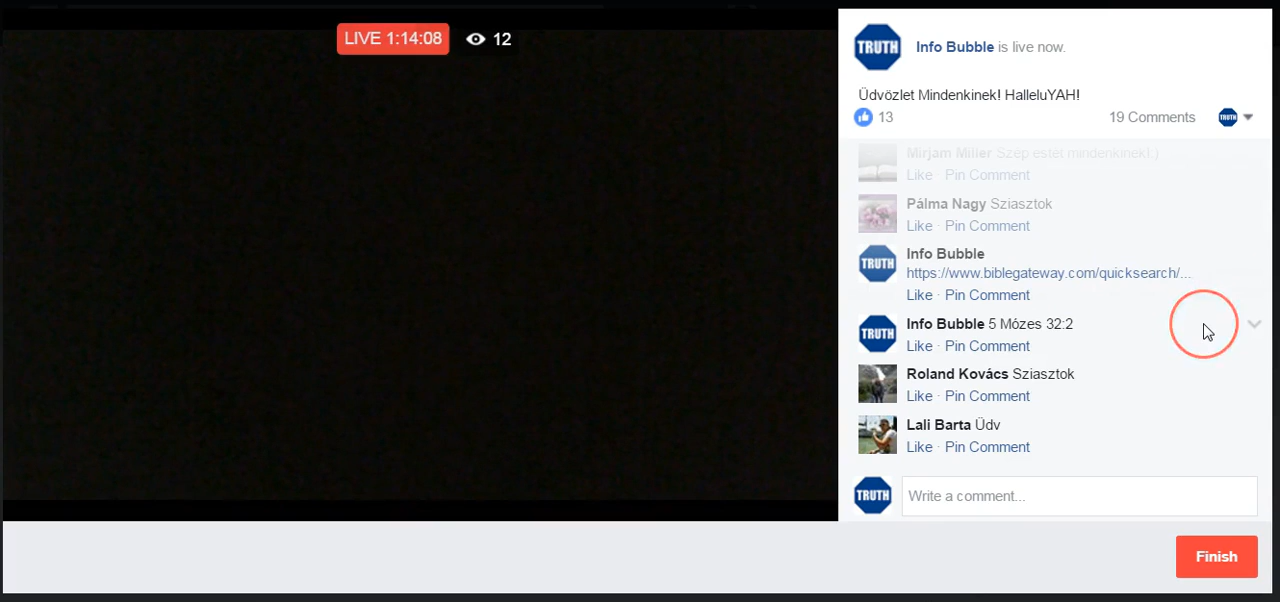 LIVE 1:14:08 12
TRUTH
Info Bubble is live now.
Üdvözlet Mindenkinek! HalleluYAH!
13 19 Comments TRUTH
Mirjam Miller Szép estét mindenkinek!:)
Like · Pin Comment
Pálma Nagy Sziasztok
Like · Pin Comment
TRUTH
Info Bubble
https://www.biblegateway.com/quicksearch/...
Like · Pin Comment
TRUTH
Info Bubble 5 Mózes 32:2
Like · Pin Comment
Roland Kovács Sziasztok
Like · Pin Comment
Lali Barta Üdv
Like · Pin Comment
TRUTH
Write a comment...
Finish